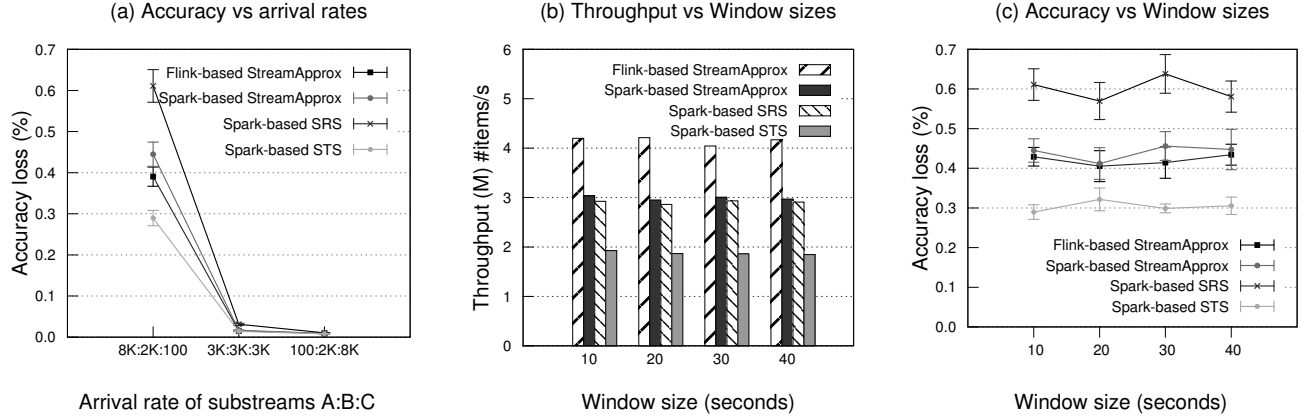 (a) Accuracy vs arrival rates
Accuracy loss (%)
0.7
0.6
0.5
0.4
0.3
0.2
0.1
0.0
Flink-based StreamApprox
Spark-based StreamApprox
Spark-based SRS
Spark-based STS
8K:2K:100 3K:3K:3K 100:2K:8K
Arrival rate of substreams A:B:C
(b) Throughput vs Window sizes
Throughput (M) #items/s
6
5
4
3
2
1
0
Flink-based StreamApprox
Spark-based StreamApprox
Spark-based SRS
Spark-based STS
10 20 30 40
Window size (seconds)
(c) Accuracy vs Window sizes
Accuracy loss (%)
0.7
0.6
0.5
0.4
0.3
0.2
0.1
0.0
Flink-based StreamApprox
Spark-based StreamApprox
Spark-based SRS
Spark-based STS
10 20 30 40
Window size (seconds)